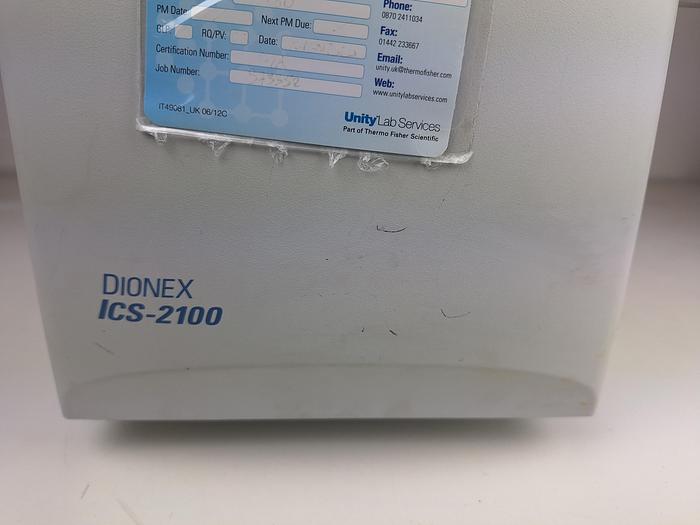 PM Date:
Next PM Due:
Phone:
0870 2411034
RQ/PV:
Date:
Fax:
01442 233667
Certification Number:
Email:
unity.uk@thermofisher.com
Job Number:
Web:
www.unitylabservices.com
IT49081_UK 06/12C
Unity Lab Services
Part of Thermo Fisher Scientific
DIONEX
ICS-2100